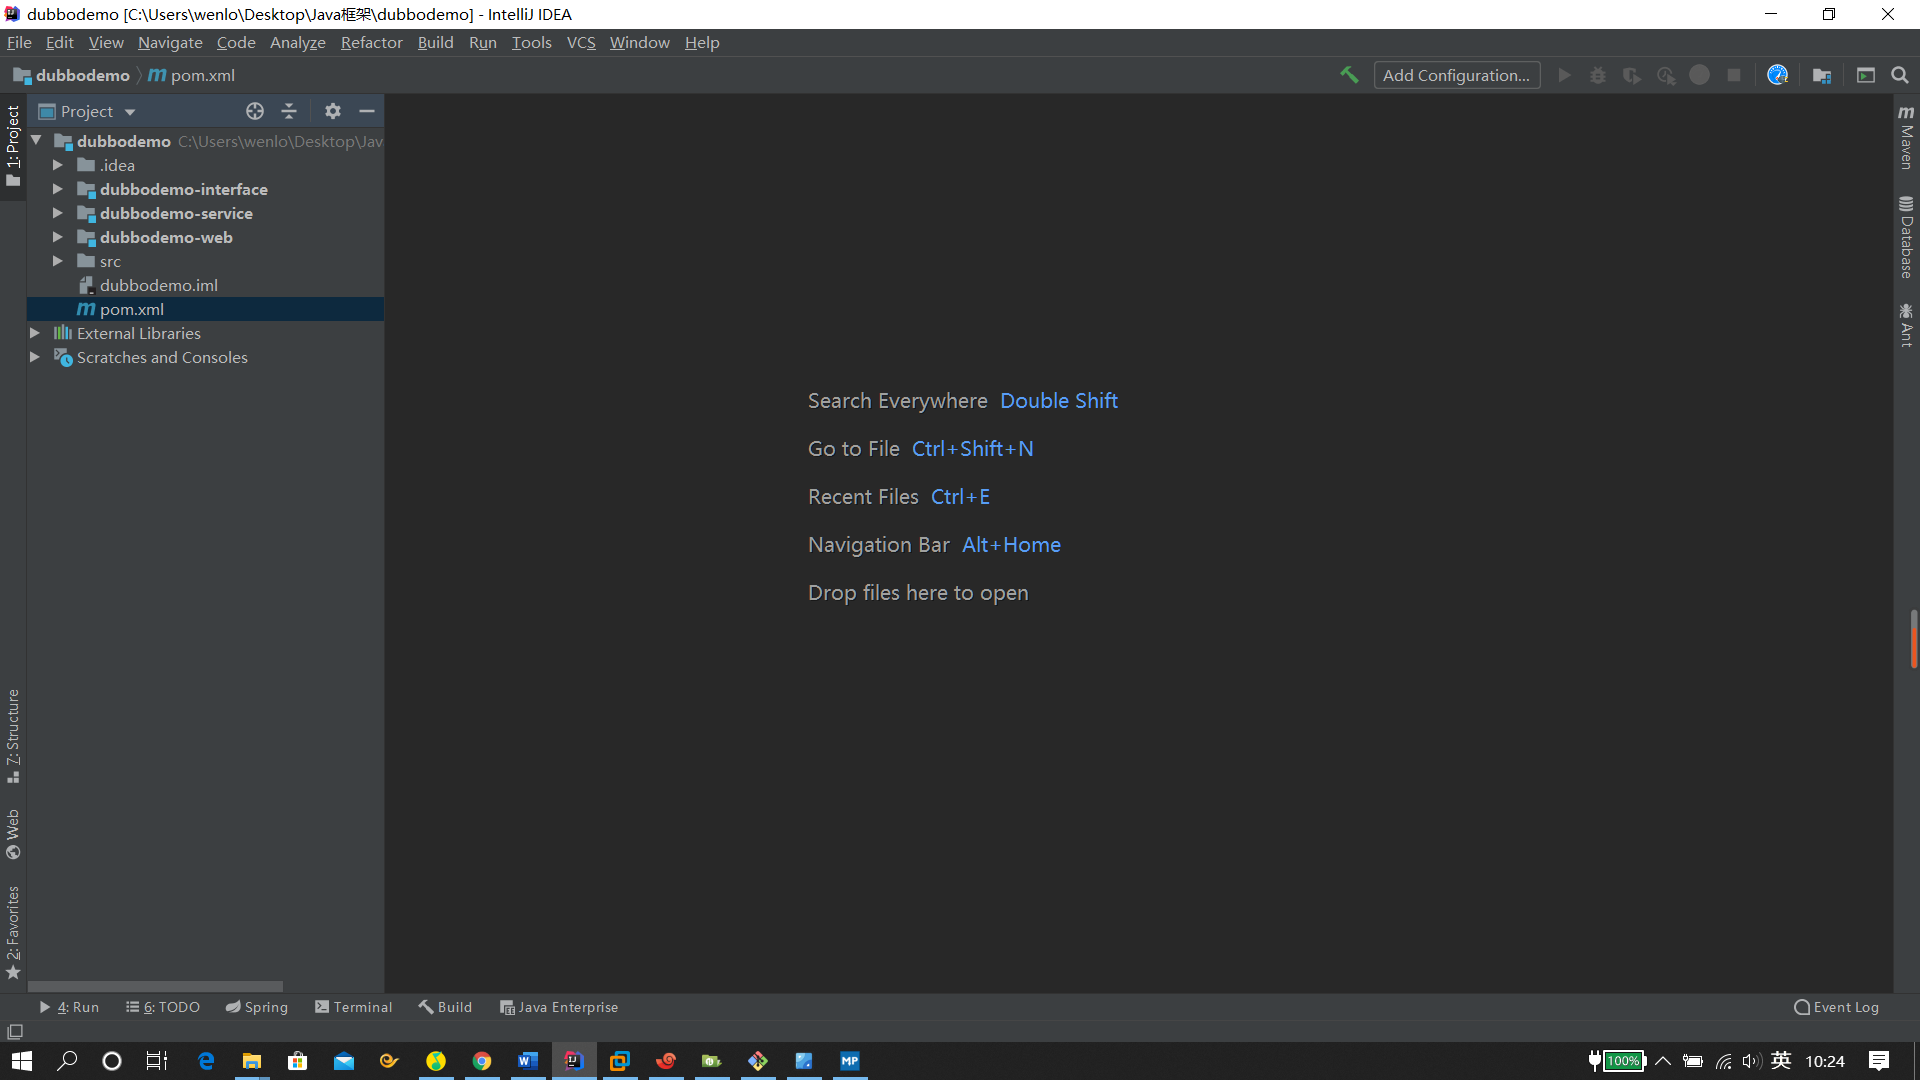 dubbodemo [C:\Users\wenlo\Desktop\Java框架\dubbodemo] - IntelliJ IDEA
File Edit View Navigate Code Analyze Refactor Build Run Tools VCS Window Help
dubbodemo pom.xml
Add Configuration...
Project
1: Project
dubbodemo C:\Users\wenlo\Desktop\Jav
.idea
dubbodemo-interface
dubbodemo-service
dubbodemo-web
src
dubbodemo.iml
pom.xml
External Libraries
Scratches and Consoles
Search Everywhere Double Shift
Go to File Ctrl+Shift+N
Recent Files Ctrl+E
Navigation Bar Alt+Home
Drop files here to open
Maven
Database
Ant
7: Structure
Web
2: Favorites
4: Run 6: TODO Spring Terminal Build Java Enterprise Event Log
100% 英 10:24